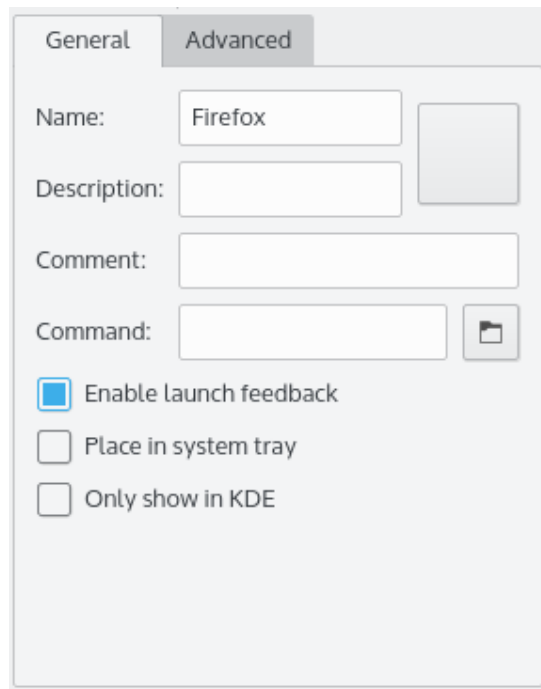 General Advanced
Name: Firefox
Description:
Comment:
Command:
Enable launch feedback
Place in system tray
Only show in KDE